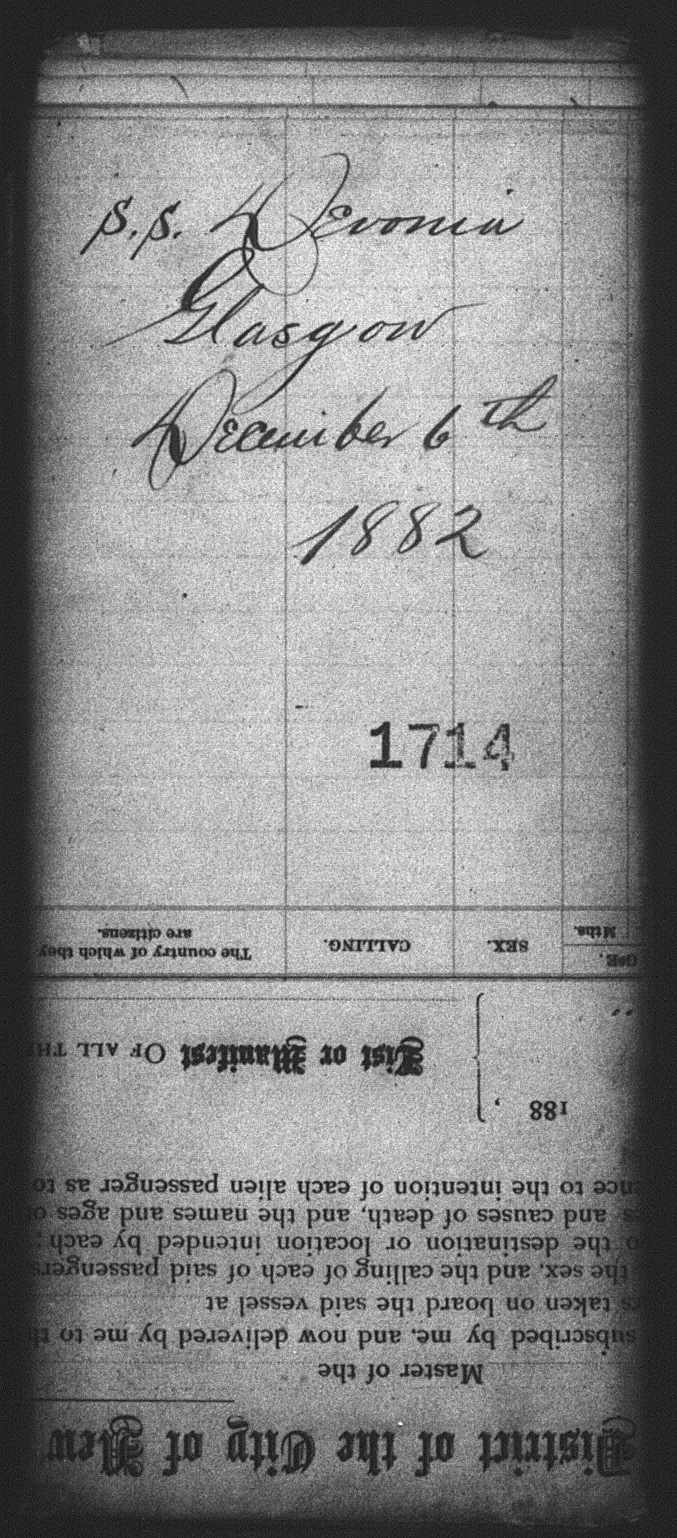 S.S. Devonia
Glasgow
December 6th
1882
1714
District of the City of New
Master of the
subscribed by me, and now delivered by me to th
taken on board the said vessel at
the sex, and the calling of each of said passengers
the destination or location intended by each;
and causes of death, and the names and ages o
to the intention of each alien passenger as to
188 ,
List or Manifest OF ALL TH
Mths. SEX. CALLING. The country of which they are citizens.